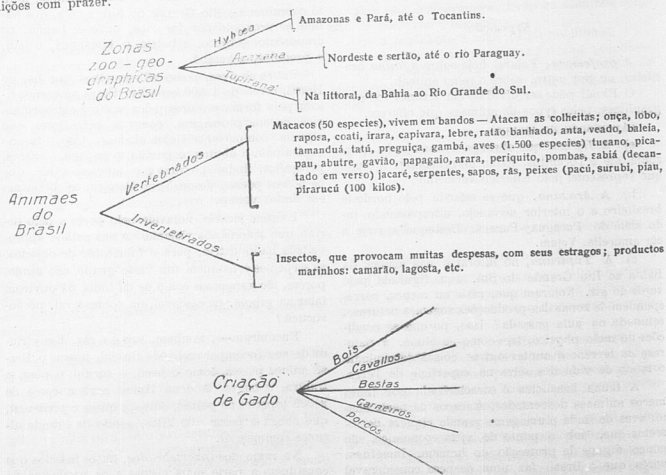 ições com prazer.
Zonas
zoo-geo-
graphicas
do Brasil
Hyboea
Amazonas e Pará, até o Tocantins.
Araxena
Nordeste e sertão, até o rio Paraguay.
Tupirana
Na littoral, da Bahia ao Rio Grande do Sul.
Animaes
do
Brasil
Vertebrados
Macacos (50 especies), vivem em bandos — Atacam as colheitas; onça, lobo,
raposa, coati, irara, capivara, lebre, ratão banhado, anta, veado, baleia,
tamanduá, tatú, preguiça, gambá, aves (1.500 especies) tucano, pica-
pau, abutre, gavião, papagaio, arara, periquito, pombas, sabiá (decan-
tado em verso) jacaré, serpentes, sapos, rãs, peixes (pacú, surubi, piau,
pirarucú (100 kilos).
Invertebrados
Insectos, que provocam muitas despesas, com seus estragos; productos
marinhos: camarão, lagosta, etc.
Criação
de Gado
Bois
Cavallos
Bestas
Carneiros
Porcos